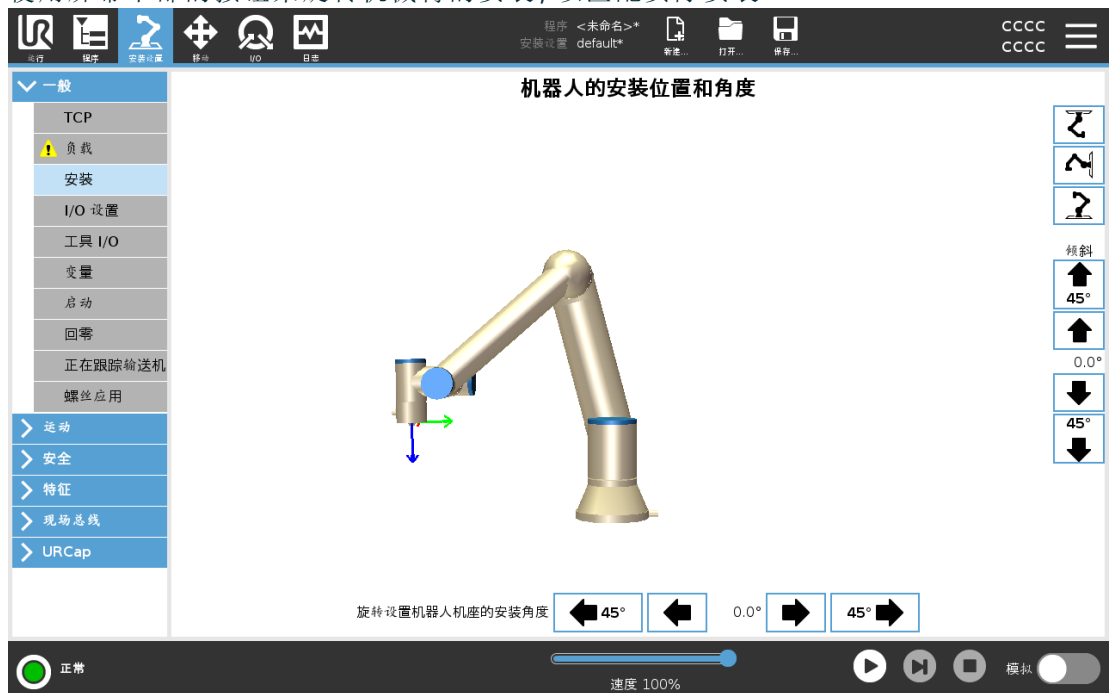 程序 <未命名>*
安装设置 default*
新建...
打开...
保存...
CCCC
CCCC
UR
运行
程序
安装设置
移动
I/O
日志
一般
TCP
负载
安装
I/O 设置
工具 I/O
变量
启动
回零
正在跟踪输送机
螺丝应用
运动
安全
特征
现场总线
URCap
机器人的安装位置和角度
倾斜
45°
0.0°
45°
旋转设置机器人机座的安装角度 45° 0.0° 45°
正常
速度 100%
模拟